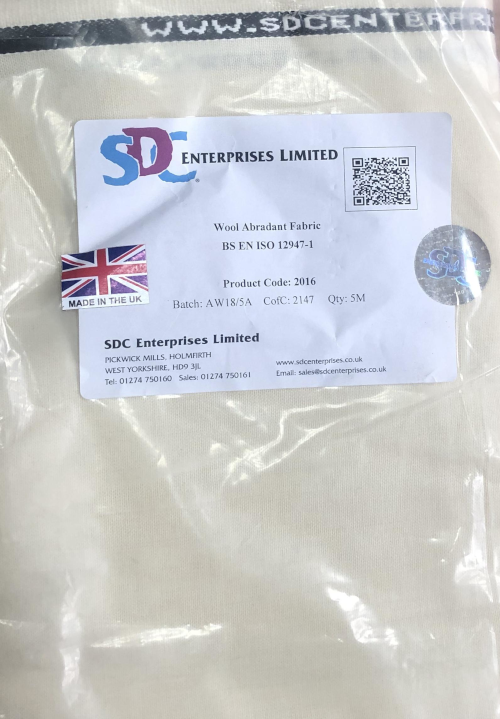 WWW.SDCENTERPR
SDC ENTERPRISES LIMITED
Wool Abradant Fabric
BS EN ISO 12947-1
Product Code: 2016
Batch: AW18/5A CofC: 2147 Qty: 5M
MADE IN THE UK
SDC
SDC Enterprises Limited
PICKWICK MILLS, HOLMFIRTH
WEST YORKSHIRE, HD9 3JL
Tel: 01274 750160 Sales: 01274 750161
www.sdcenterprises.co.uk
Email: sales@sdcenterprises.co.uk